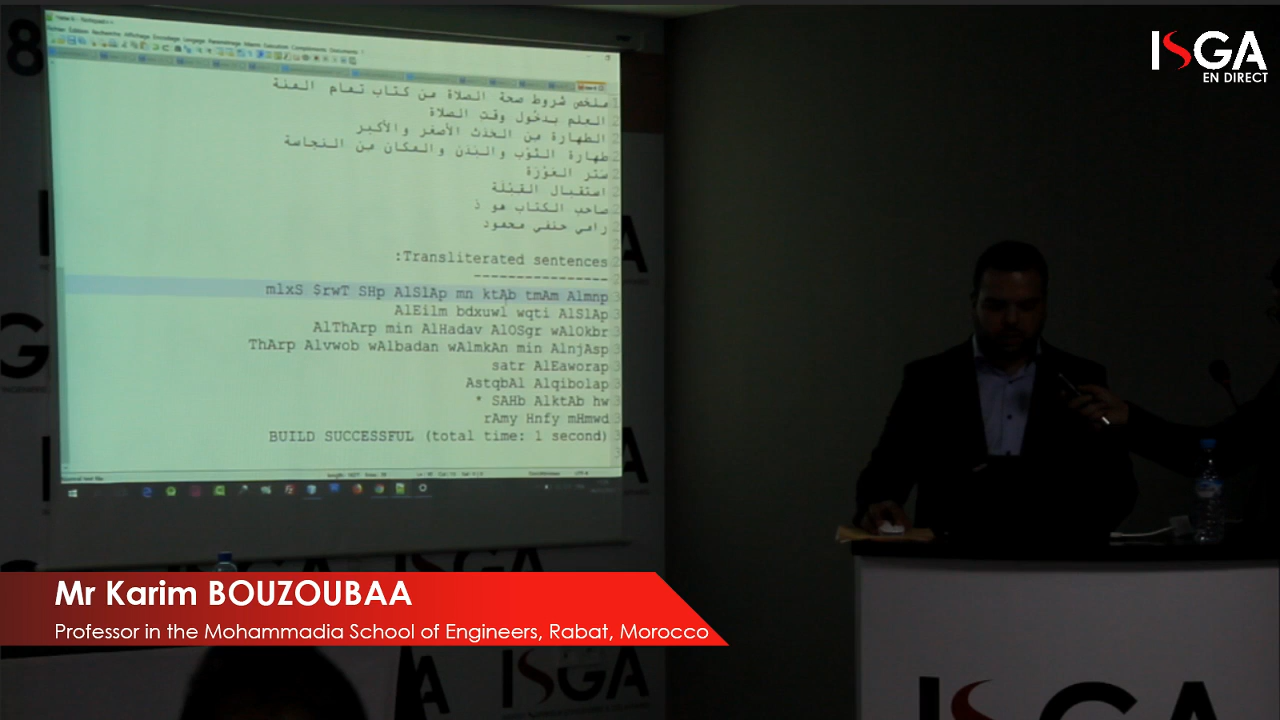 ISGA
EN DIRECT
ملخص شروط صحة الصلاة من كتاب تمام المنة
العلم بدخول وقت الصلاة
الطهارة من الحدث الأصغر والأكبر
طهارة الثوب والبدن والمكان من النجاسة
ستر العورة
استقبال القبلة
صاحب الكتاب هو ذ
رامي حنفي محمود
:Transliterated sentences
----------------
mlxS $rwT SHp AlSlAp mn ktAb tmAm Almnp
AlEilm bdxuwl wqti AlSlAp
AlThArp min AlHadav AlOSgr wAlOkbr
ThArp Alvwob wAlbadan wAlmkAn min AlnjAsp
satr AlEaworap
AstqbAl Alqibolap
* SAHb AlktAb hw
rAmy Hnfy mHmwd
BUILD SUCCESSFUL (total time: 1 second)
Mr Karim BOUZOUBAA
Professor in the Mohammadia School of Engineers, Rabat, Morocco
ISGA
ISGA